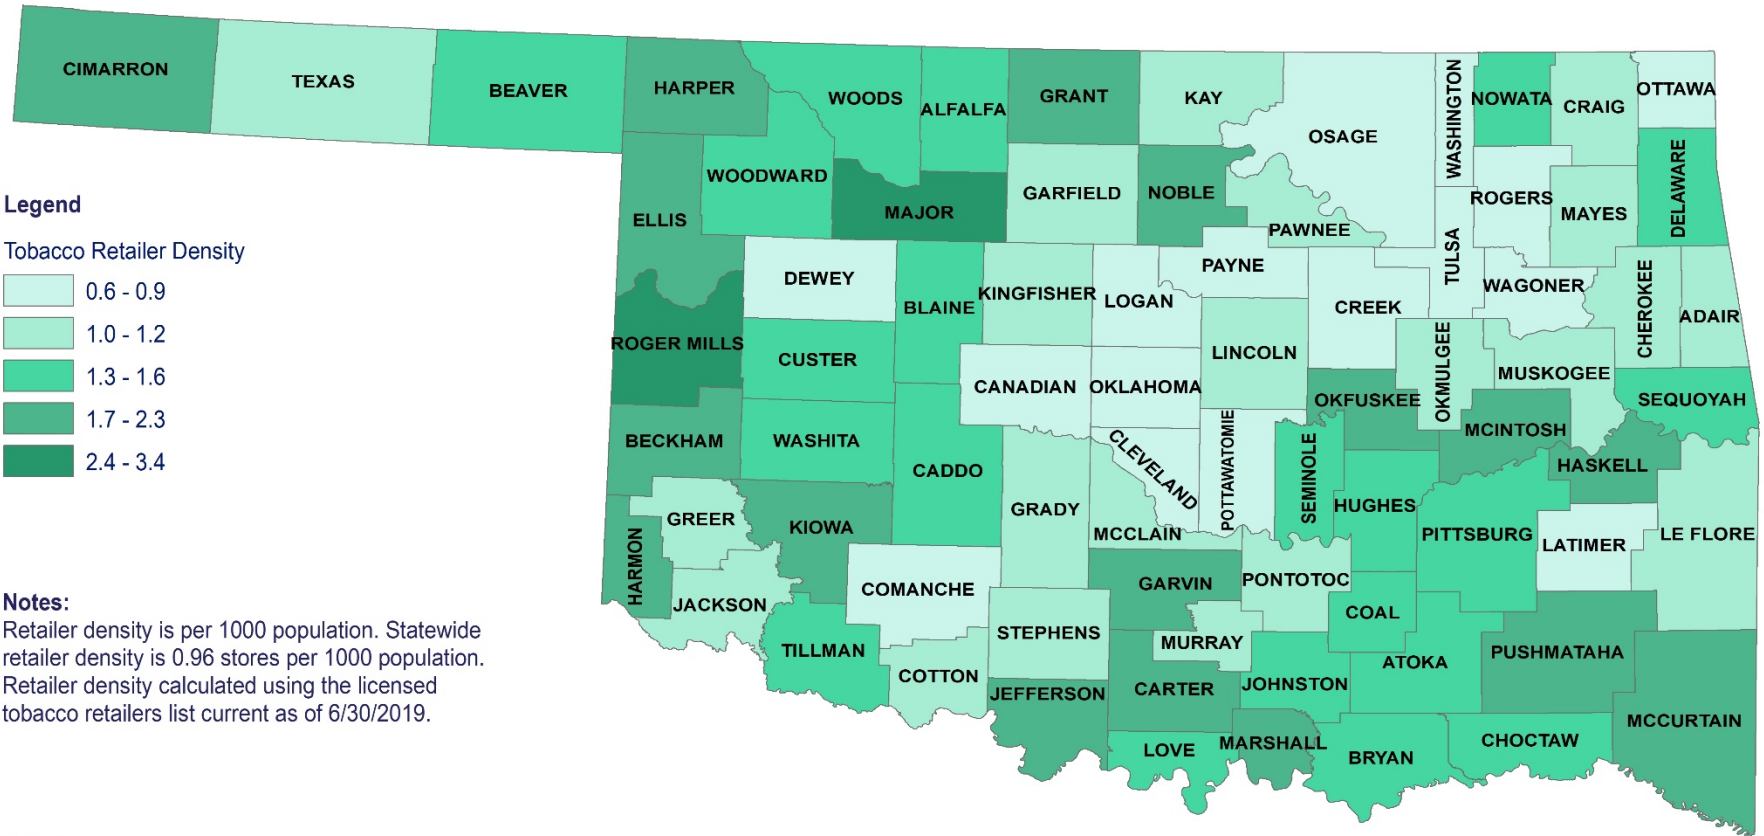 CIMARRON
TEXAS
BEAVER
HARPER
WOODS
ALFALFA
GRANT
KAY
OSAGE
WASHINGTON
NOWATA
CRAIG
OTTAWA
ELLIS
WOODWARD
MAJOR
GARFIELD
NOBLE
PAWNEE
TULSA
ROGERS
MAYES
DELAWARE
Legend
Tobacco Retailer Density
0.6 - 0.9
1.0 - 1.2
1.3 - 1.6
1.7 - 2.3
2.4 - 3.4
ROGER MILLS
DEWEY
BLAINE
KINGFISHER
LOGAN
PAYNE
CREEK
WAGONER
CHEROKEE
ADAIR
CUSTER
CANADIAN
OKLAHOMA
LINCOLN
OKMULGEE
MUSKOGEE
SEQUOYAH
BECKHAM
WASHITA
CADDO
GRADY
CLEVELAND
POTTAWATOMIE
SEMINOLE
OKFUSKEE
MCINTOSH
HASKELL
HARMON
GREER
KIOWA
MCCLAIN
HUGHES
PITTSBURG
LATIMER
LE FLORE
JACKSON
COMANCHE
GARVIN
PONTOTOC
COAL
TILLMAN
COTTON
STEPHENS
MURRAY
JOHNSTON
ATOKA
PUSHMATAHA
JEFFERSON
CARTER
LOVE
MARSHALL
BRYAN
CHOCTAW
MCCURTAIN
Notes:
Retailer density is per 1000 population. Statewide
retailer density is 0.96 stores per 1000 population.
Retailer density calculated using the licensed
tobacco retailers list current as of 6/30/2019.